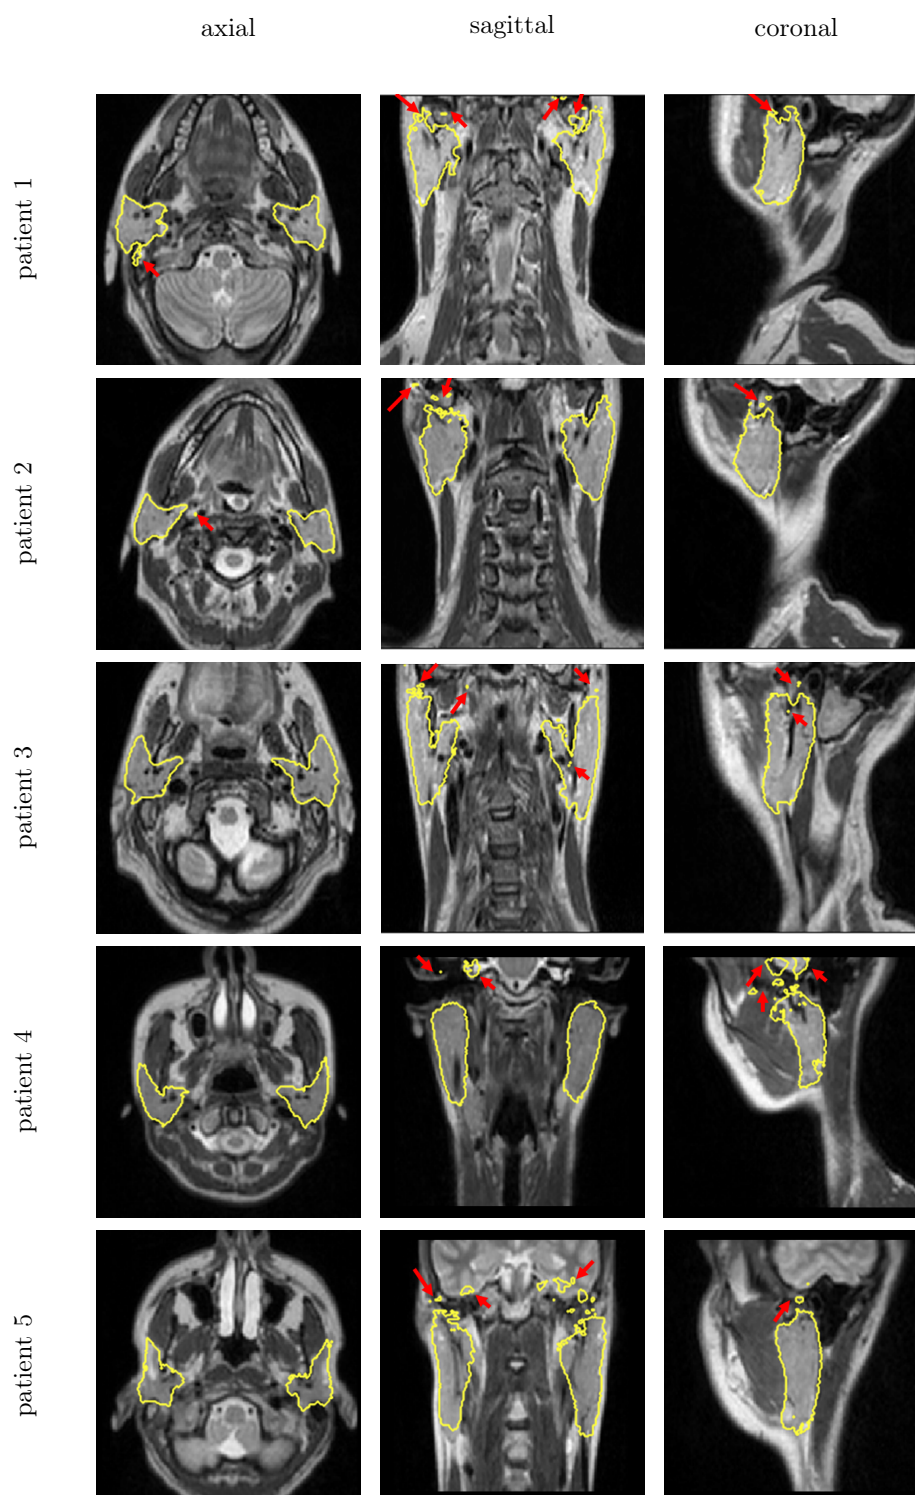 axial
sagittal
coronal
patient 1
patient 2
patient 3
patient 4
patient 5